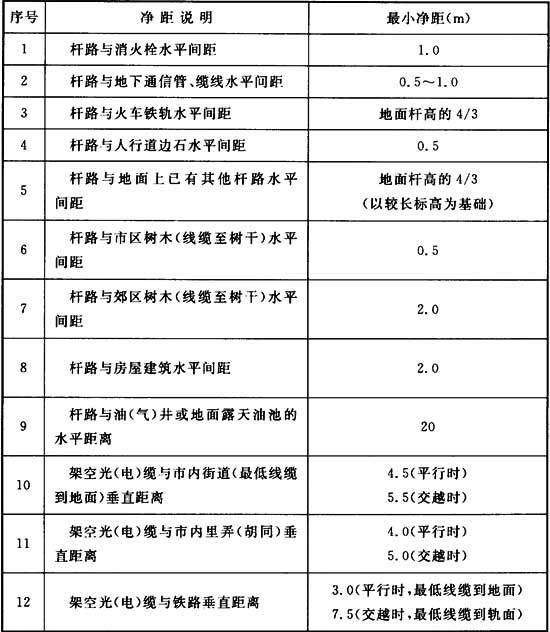 序号 净距说明 最小净距(m)
1 杆路与消火栓水平间距 1.0
2 杆路与地下通信管、缆线水平间距 0.5～1.0
3 杆路与火车铁轨水平间距 地面杆高的 4/3
4 杆路与人行道边石水平间距 0.5
5 杆路与地面上已有其他杆路水平
间距
地面杆高的 4/3
(以较长标高为基础)
6 杆路与市区树木(线缆至树干)水平
间距
0.5
7 杆路与郊区树木(线缆至树干)水平
间距
2.0
8 杆路与房屋建筑水平间距 2.0
9 杆路与油(气)井或地面露天油池的
水平距离
20
10 架空光(电)缆与市内街道(最低线缆
到地面)垂直距离
4.5(平行时)
5.5(交越时)
11 架空光(电)缆与市内里弄(胡同)垂
直距离
4.0(平行时)
5.0(交越时)
12 架空光(电)缆与铁路垂直距离
3.0(平行时,最低线缆到地面)
7.5(交越时,最低线缆到轨面)